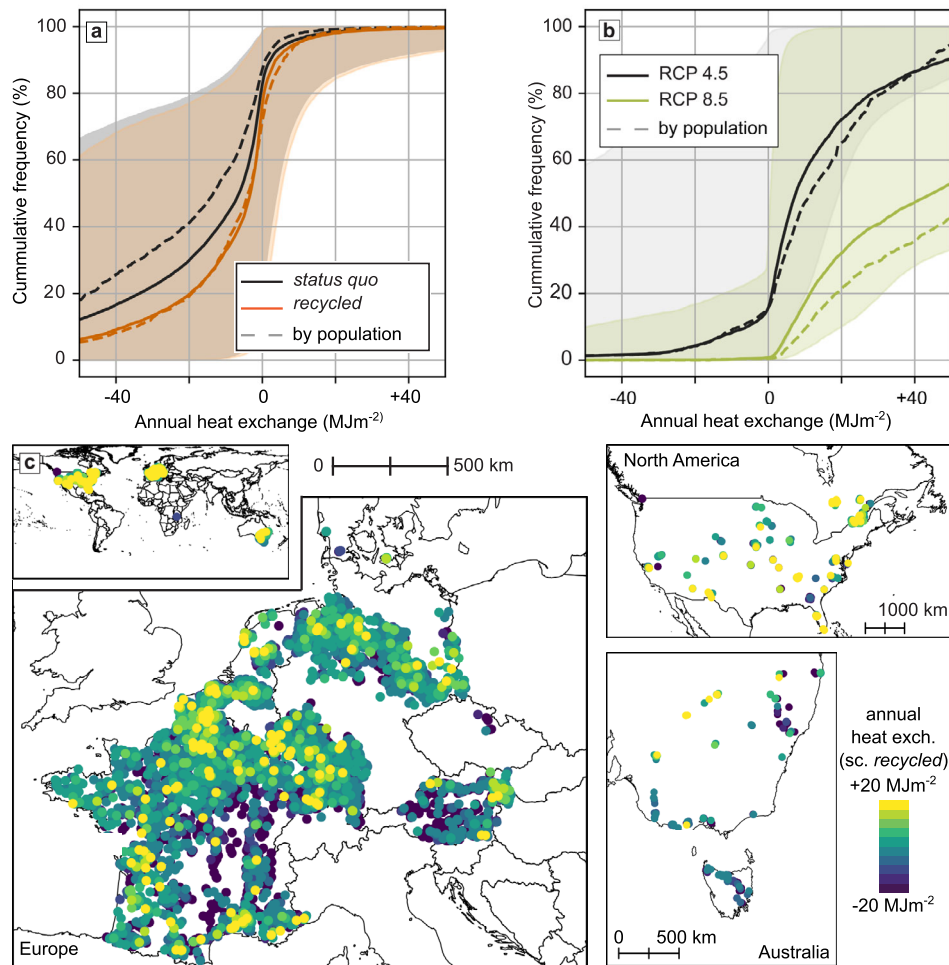 a
100
80
60
40
20
0
Cummulative frequency (%)
status quo
recycled
by population
-40
0
+40
Annual heat exchange (MJm-2)
b
100
80
60
40
20
0
Cummulative frequency (%)
RCP 4.5
RCP 8.5
by population
-40
0
+40
Annual heat exchange (MJm-2)
c
0 500 km
Europe
North America
1000 km
0 500 km
Australia
annual
heat exch.
(sc. recycled)
+20 MJm-2
-20 MJm-2